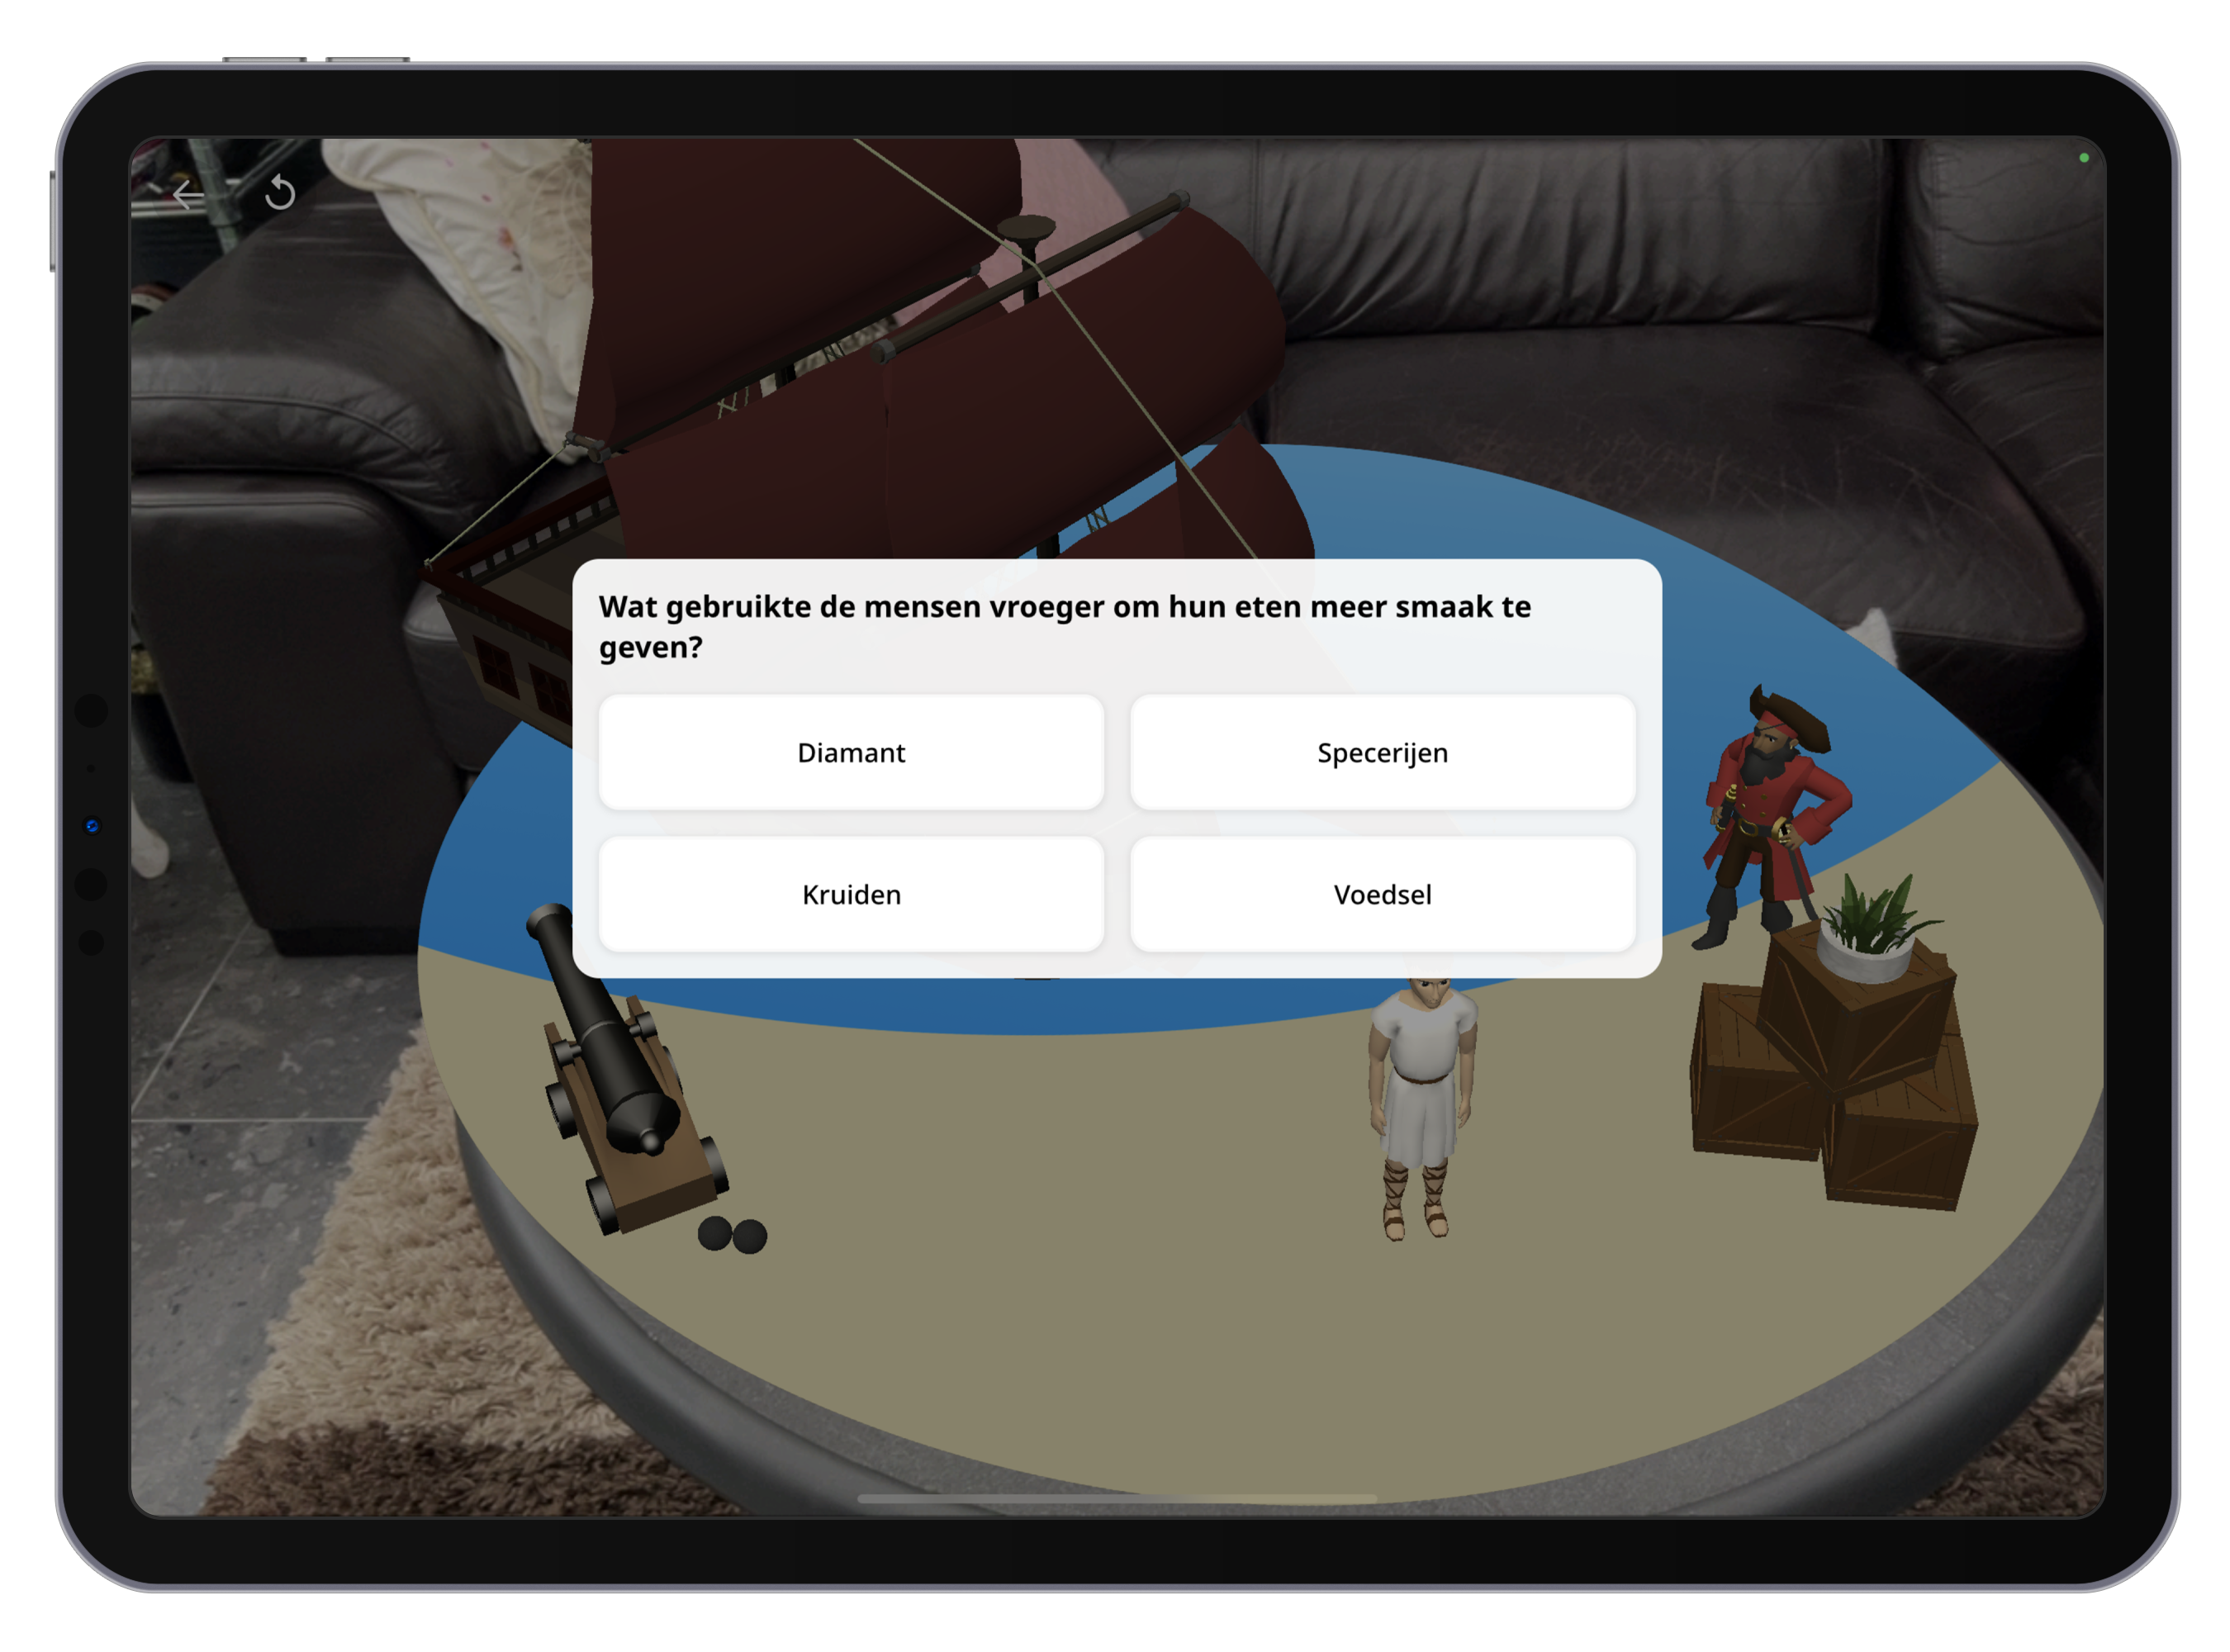 Wat gebruikte de mensen vroeger om hun eten meer smaak te
geven?
Diamant
Specerijen
Kruiden
Voedsel